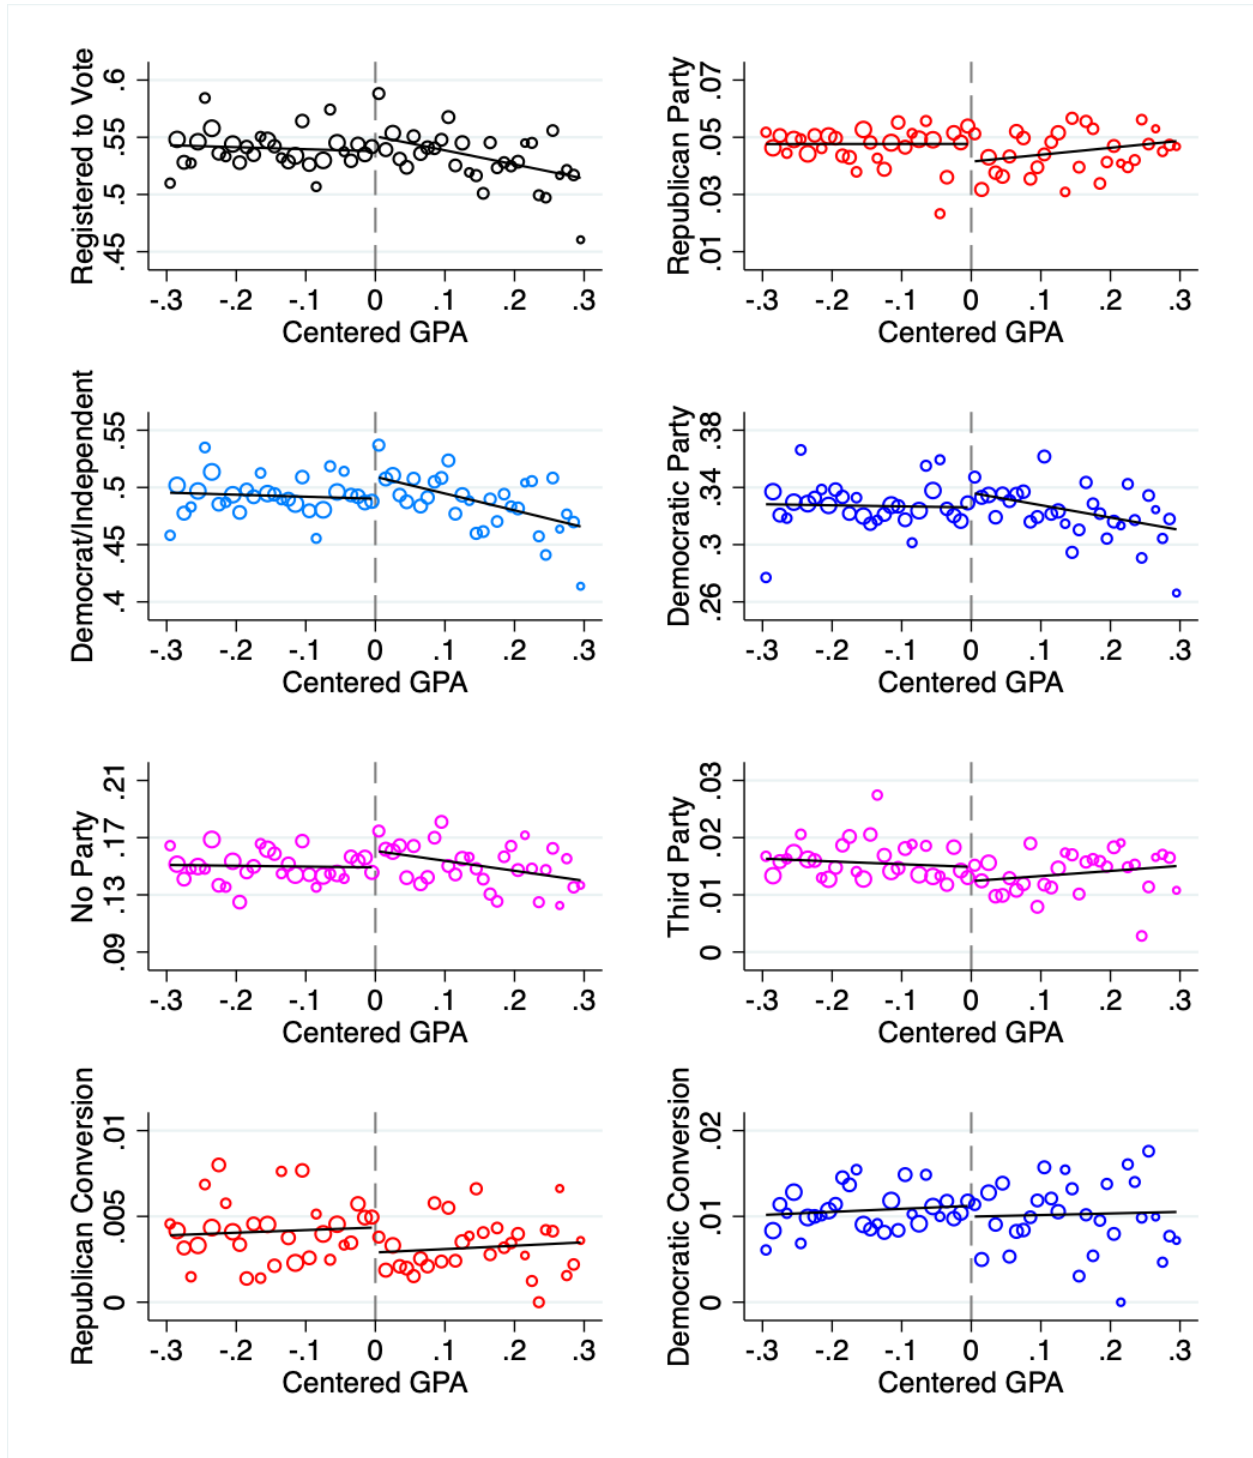 Registered to Vote
.6
.55
.5
.45
-.3 -.2 -.1 0 .1 .2 .3
Centered GPA
Republican Party
.07
.05
.03
.01
-.3 -.2 -.1 0 .1 .2 .3
Centered GPA
Democrat/Independent
.55
.5
.45
.4
-.3 -.2 -.1 0 .1 .2 .3
Centered GPA
Democratic Party
.38
.34
.3
.26
-.3 -.2 -.1 0 .1 .2 .3
Centered GPA
No Party
.21
.17
.13
.09
-.3 -.2 -.1 0 .1 .2 .3
Centered GPA
Third Party
.03
.02
.01
0
-.3 -.2 -.1 0 .1 .2 .3
Centered GPA
Republican Conversion
.01
.005
0
-.3 -.2 -.1 0 .1 .2 .3
Centered GPA
Democratic Conversion
.02
.01
0
-.3 -.2 -.1 0 .1 .2 .3
Centered GPA